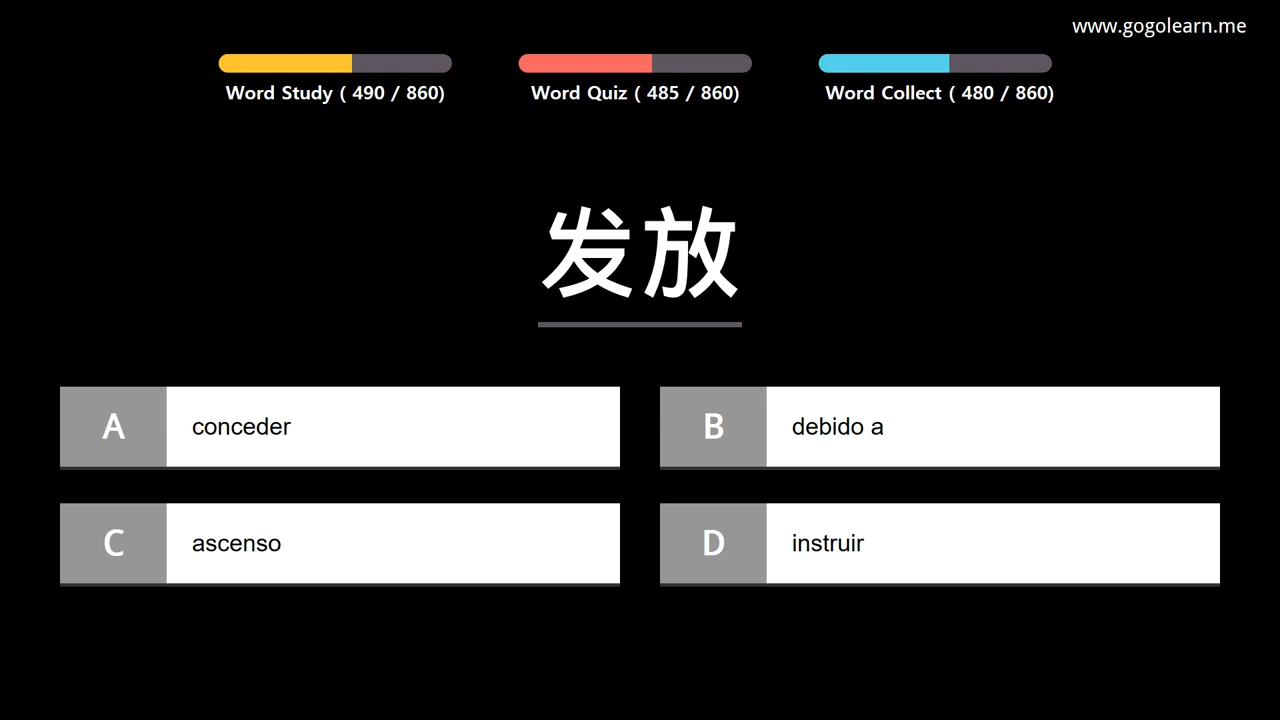 www.gogolearn.me
Word Study ( 490 / 860)
Word Quiz ( 485 / 860)
Word Collect ( 480 / 860)
发放
A conceder
B debido a
C ascenso
D instruir